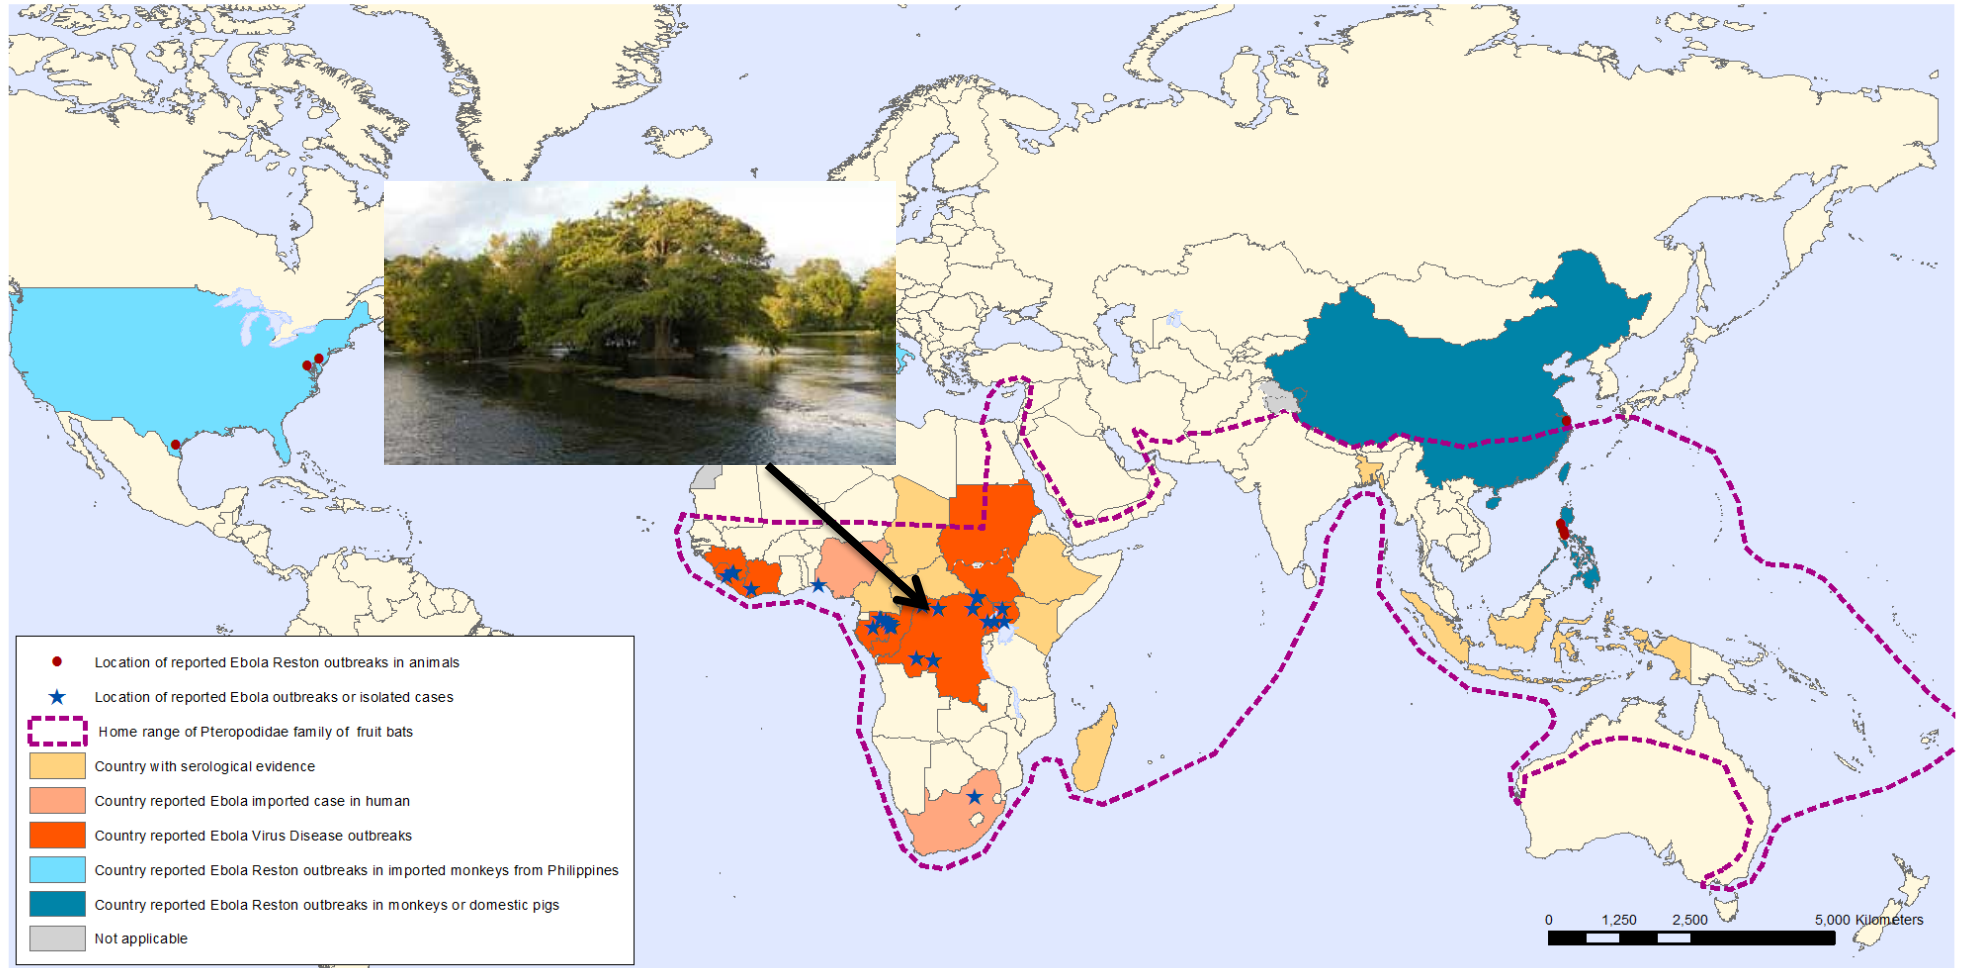 Location of reported Ebola Reston outbreaks in animals
Location of reported Ebola outbreaks or isolated cases
Home range of Pteropodidae family of fruit bats
Country with serological evidence
Country reported Ebola imported case in human
Country reported Ebola Virus Disease outbreaks
Country reported Ebola Reston outbreaks in imported monkeys from Philippines
Country reported Ebola Reston outbreaks in monkeys or domestic pigs
Not applicable
0 1,250 2,500 5,000 Kilometers